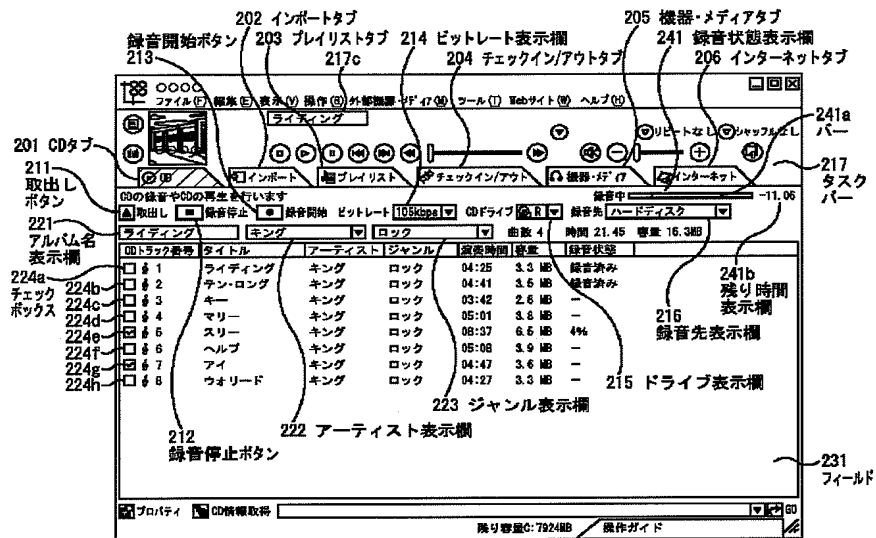 202 インポートタブ
録音開始ボタン
213
203 プレイリストタブ
217c
214 ビットレート表示欄
204 チェックイン/アウトタブ
205 機器・メディアタブ
241 録音状態表示欄
206 インターネットタブ
241a
バー
217
タスク
バー
201 CDタブ
211
取出し
ボタン
221
アルバム名
表示欄
ファイル(F) 編集(E) 表示(V) 操作(B) 外部機器・メディア(M) ツール(T) Webサイト(W) ヘルプ(H)
ライディング
リピートなし シャッフルなし
CD インポート プレイリスト チェックイン/アウト 機器・メディア インターネット
CDの録音やCDの再生を行います
録音中 -11.06
取出し 録音停止 録音開始 ビットレート 105kbps CDドライブ R 録音先 ハードディスク
ライディング キング ロック 曲数 4 時間 21.45 容量 16.3MB
CDトラック番号 タイトル アーティスト ジャンル 演奏時間 容量 録音状態
1 ライディング キング ロック 04:25 3.3 MB 録音済み
2 テン・ロング キング ロック 04:41 3.5 MB 録音済み
3 キー キング ロック 03:42 2.6 MB －
4 マリー キング ロック 05:01 3.8 MB －
5 スリー キング ロック 08:37 6.5 MB 4%
6 ヘルプ キング ロック 05:08 3.9 MB －
7 アイ キング ロック 04:47 3.6 MB －
8 ウォリード キング ロック 04:27 3.3 MB －
224a
チェック
ボックス
224b
224c
224d
224e
224f
224g
224h
241b
残り時間
表示欄
216
録音先表示欄
215 ドライブ表示欄
223 ジャンル表示欄
222 アーティスト表示欄
212
録音停止ボタン
231
フィールド
プロパティ CD情報取得 GO
残り容量C:7924MB 操作ガイド